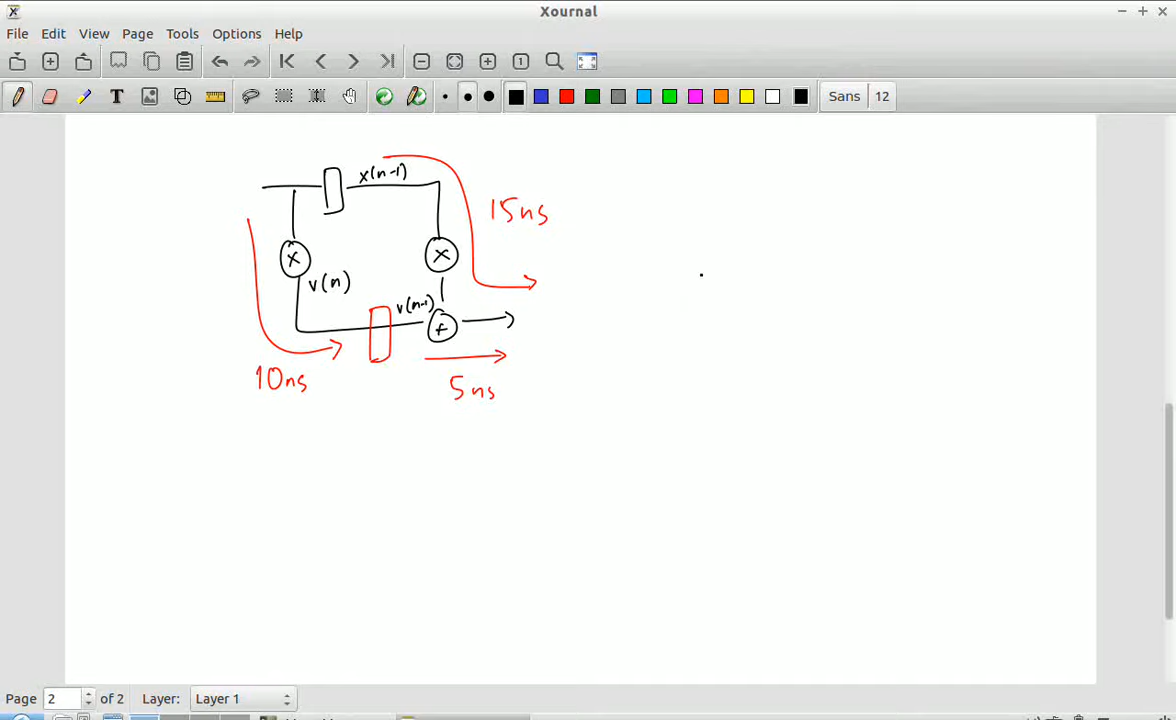 Xournal
File Edit View Page Tools Options Help
Sans 12
x(n-1)
15ns
X X
v(n)
v(n-1)
+
10ns
5ns
Page 2 of 2 Layer: Layer 1